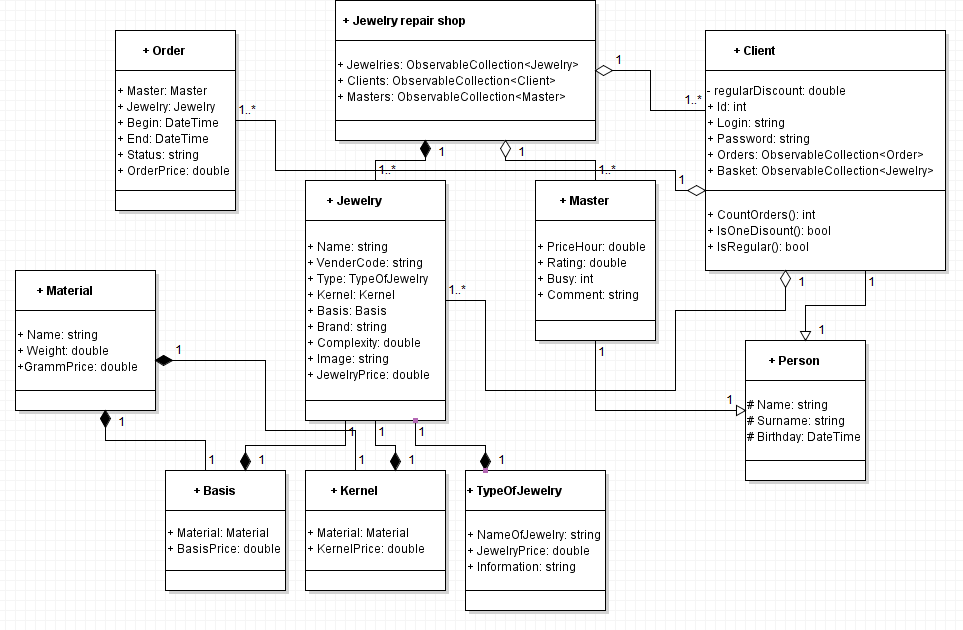 + Jewelry repair shop
+ Jewelries: ObservableCollection<Jewelry>
+ Clients: ObservableCollection<Client>
+ Masters: ObservableCollection<Master>
+ Order
+ Master: Master
+ Jewelry: Jewelry
+ Begin: DateTime
+ End: DateTime
+ Status: string
+ OrderPrice: double
+ Client
- regularDiscount: double
+ Id: int
+ Login: string
+ Password: string
+ Orders: ObservableCollection<Order>
+ Basket: ObservableCollection<Jewelry>
+ CountOrders(): int
+ IsOneDisount(): bool
+ IsRegular(): bool
1
1..*
1..*
1
1
1
1..*
1..*
+ Jewelry
+ Name: string
+ VenderCode: string
+ Type: TypeOfJewelry
+ Kernel: Kernel
+ Basis: Basis
+ Brand: string
+ Complexity: double
+ Image: string
+ JewelryPrice: double
+ Master
+ PriceHour: double
+ Rating: double
+ Busy: int
+ Comment: string
1..*
1
1
1
1
1
+ Material
+ Name: string
+ Weight: double
+GrammPrice: double
1
1
+ Person
# Name: string
# Surname: string
# Birthday: DateTime
1
1
1
1
1
1
1
1
+ Basis
+ Material: Material
+ BasisPrice: double
+ Kernel
+ Material: Material
+ KernelPrice: double
+ TypeOfJewelry
+ NameOfJewelry: string
+ JewelryPrice: double
+ Information: string